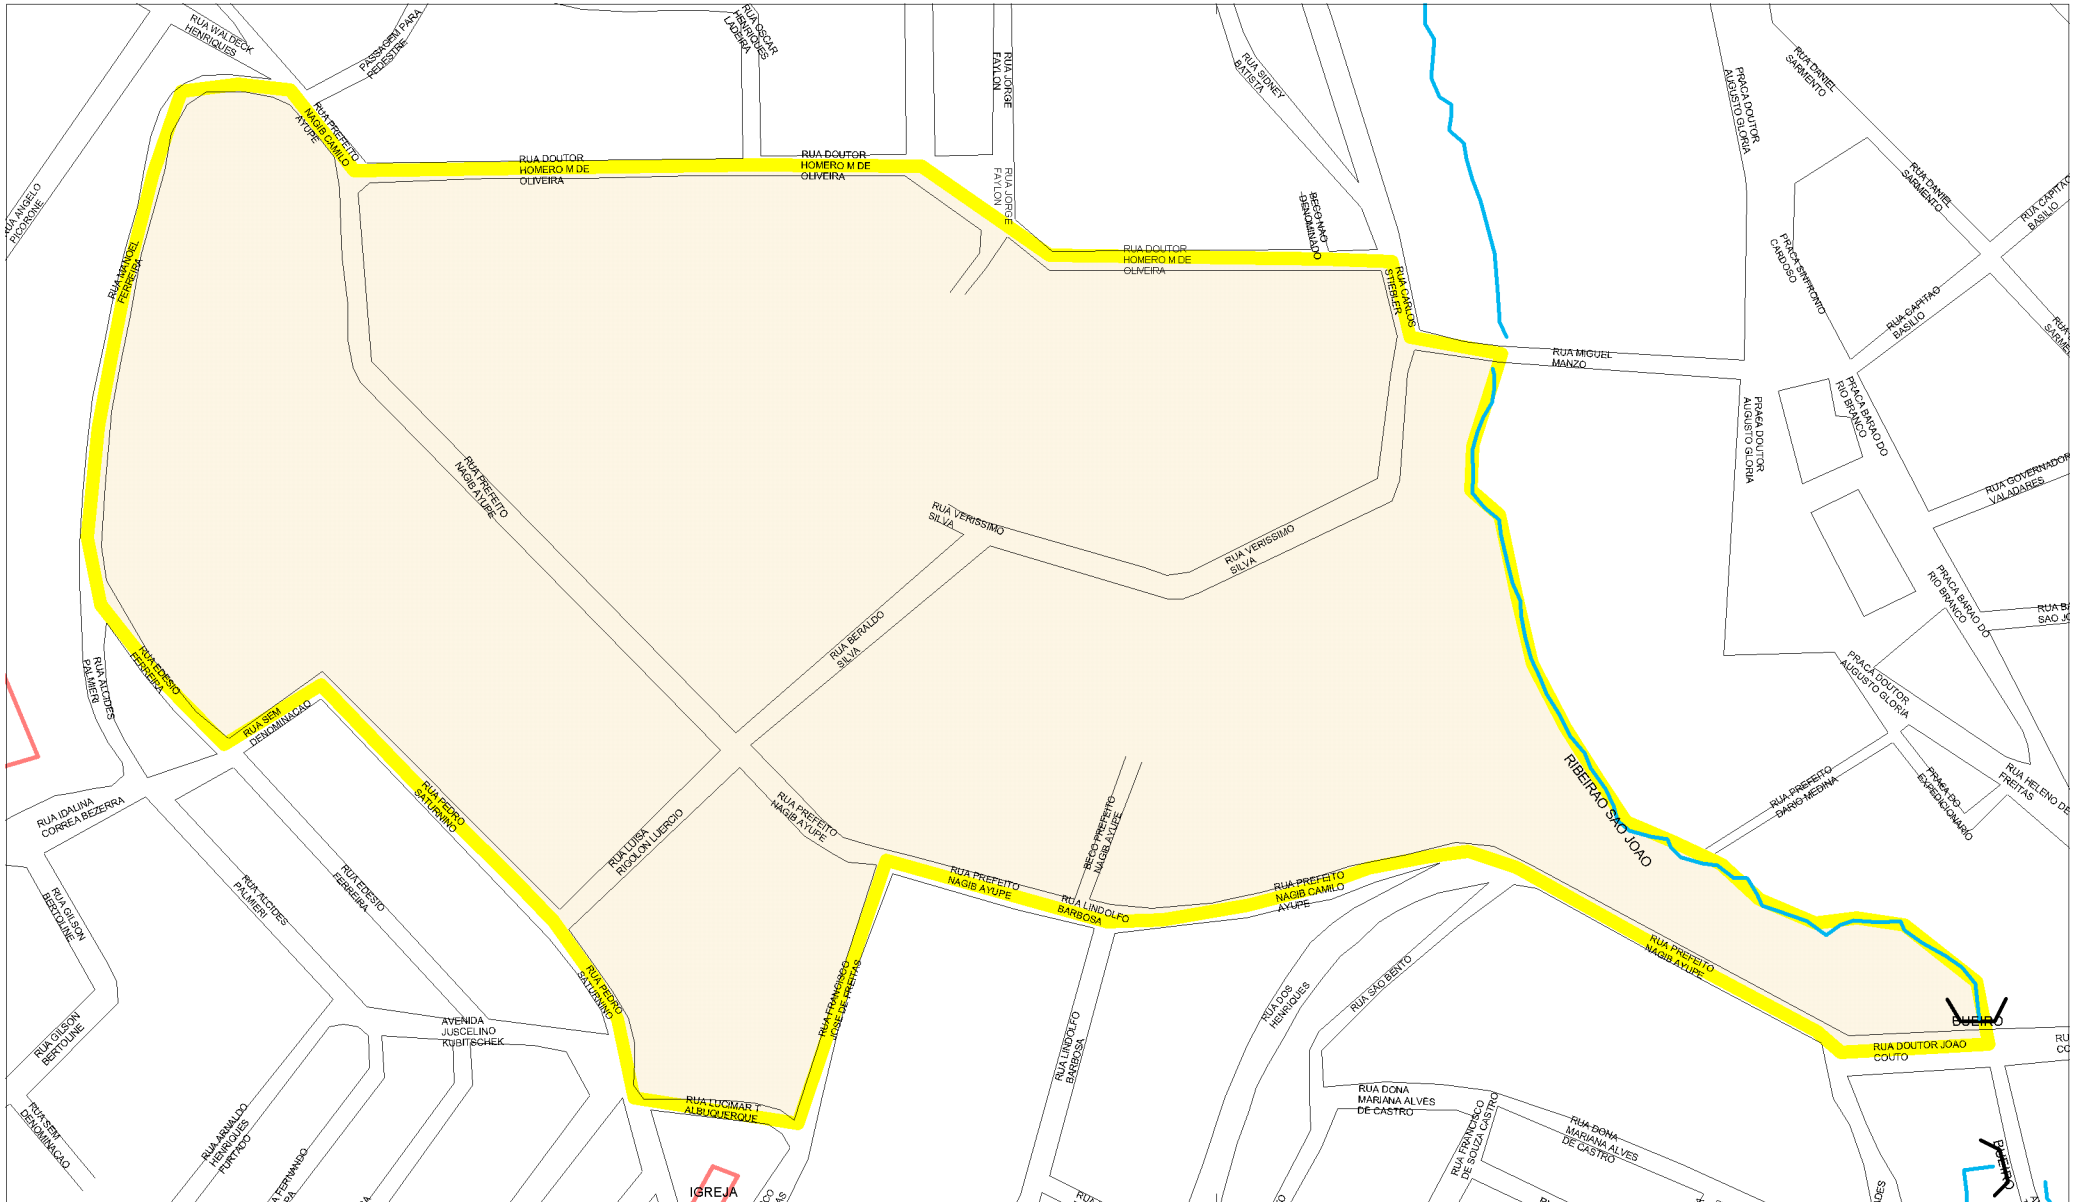 RUA WALDECK
HENRIQUES
PASSAGEM PARA
PEDESTRE
RUA OSCAR
HENRIQUES
LADEIRA
RUA JORGE
FAYLON
RUA SIDNEY
BATISTA
PRACA DOUTOR
AUGUSTO GLORIA
RUA DANIEL
SARMENTO
RUA PREFEITO
NAGIB CAMILO
AYUPE
RUA DOUTOR
HOMERO M DE
OLIVEIRA
RUA DOUTOR
HOMERO M DE
OLIVEIRA
RUA JORGE
FAYLON
BECO NAO
DENOMINADO
RUA DANIEL
SARMENTO
RUA CAPITAO
BASILIO
RUA ANGELO
PICORONE
RUA MANOEL
FERREIRA
RUA DOUTOR
HOMERO M DE
OLIVEIRA
RUA CARLOS
STIEBLER
PRACA SINFRONIO
CARDOSO
RUA CAPITAO
BASILIO
RUA MIGUEL
MANZO
PRACA DOUTOR
AUGUSTO GLORIA
PRACA BARAO DO
RIO BRANCO
RUA GOVERNADOR
VALADARES
RUA PREFEITO
NAGIB AYUPE
RUA VERISSIMO
SILVA
RUA VERISSIMO
SILVA
PRACA BARAO DO
RIO BRANCO
RUA BERALDO
SILVA
RUA EDESIO
FERREIRA
RUA ALCIDES
PALMIERI
RUA SEM
DENOMINACAO
PRACA DOUTOR
AUGUSTO GLORIA
RIBEIRAO SAO JOAO
RUA PREFEITO
DARIO MEDINA
PRACA DO
EXPEDICIONARIO
RUA HELENO DE
FREITAS
RUA IDALINA
CORREA BEZERRA
RUA PEDRO
SATURNINO
RUA LUISA
RIGOLON LUERCIO
RUA PREFEITO
NAGIB AYUPE
BECO PREFEITO
NAGIB AYUPE
RUA GILSON
BERTOLINE
RUA ALCIDES
PALMIERI
RUA EDESIO
FERREIRA
RUA PREFEITO
NAGIB AYUPE
RUA LINDOLFO
BARBOSA
RUA PREFEITO
NAGIB CAMILO
AYUPE
RUA PREFEITO
NAGIB AYUPE
RUA PEDRO
SATURNINO
RUA FRANCISCO
JOSE DE FREITAS
RUA DOS
HENRIQUES
RUA SAO BENTO
RUA GILSON
BERTOLINE
AVENIDA
JUSCELINO
KUBITSCHEK
RUA LINDOLFO
BARBOSA
BUEIRO
RUA DOUTOR JOAO
COUTO
RUA LUCIMAR T
ALBUQUERQUE
RUA DONA
MARIANA ALVES
DE CASTRO
RUA FRANCISCO
DE SOUZA CASTRO
RUA DONA
MARIANA ALVES
DE CASTRO
RUA SEM
DENOMINACAO
RUA ARNALDO
HENRIQUES
FURTADO
IGREJA
BUEIRO